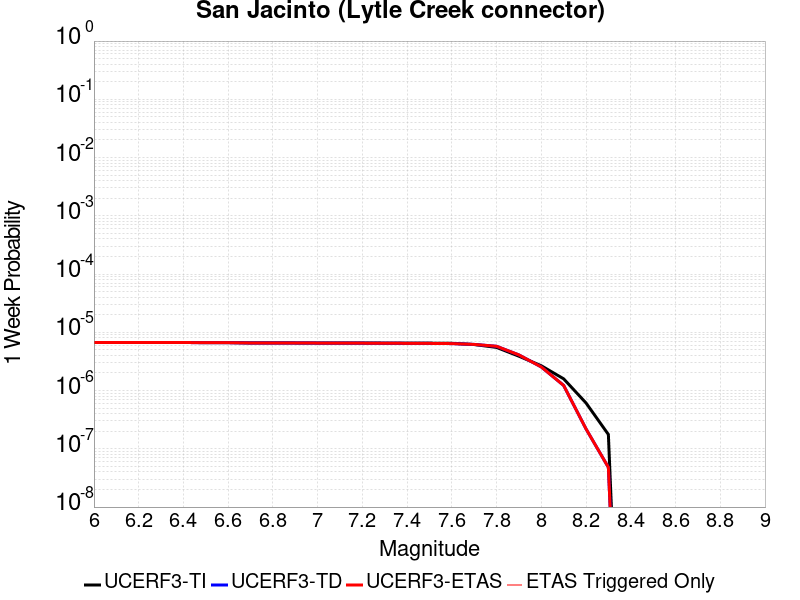 San Jacinto (Lytle Creek connector)
10^0
10^-1
10^-2
10^-3
10^-4
10^-5
10^-6
10^-7
10^-8
1 Week Probability
6 6.2 6.4 6.6 6.8 7 7.2 7.4 7.6 7.8 8 8.2 8.4 8.6 8.8 9
Magnitude
UCERF3-TI UCERF3-TD UCERF3-ETAS ETAS Triggered Only